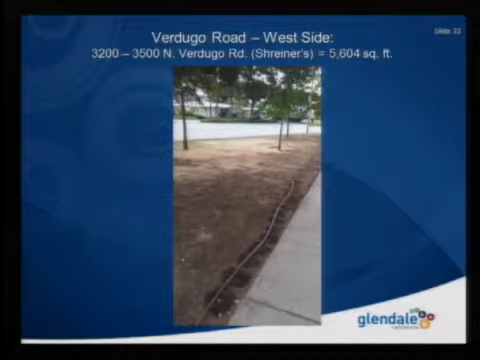 Slide 33
Verdugo Road – West Side:
3200 – 3500 N. Verdugo Rd. (Shreiner's) = 5,604 sq. ft.
glendale